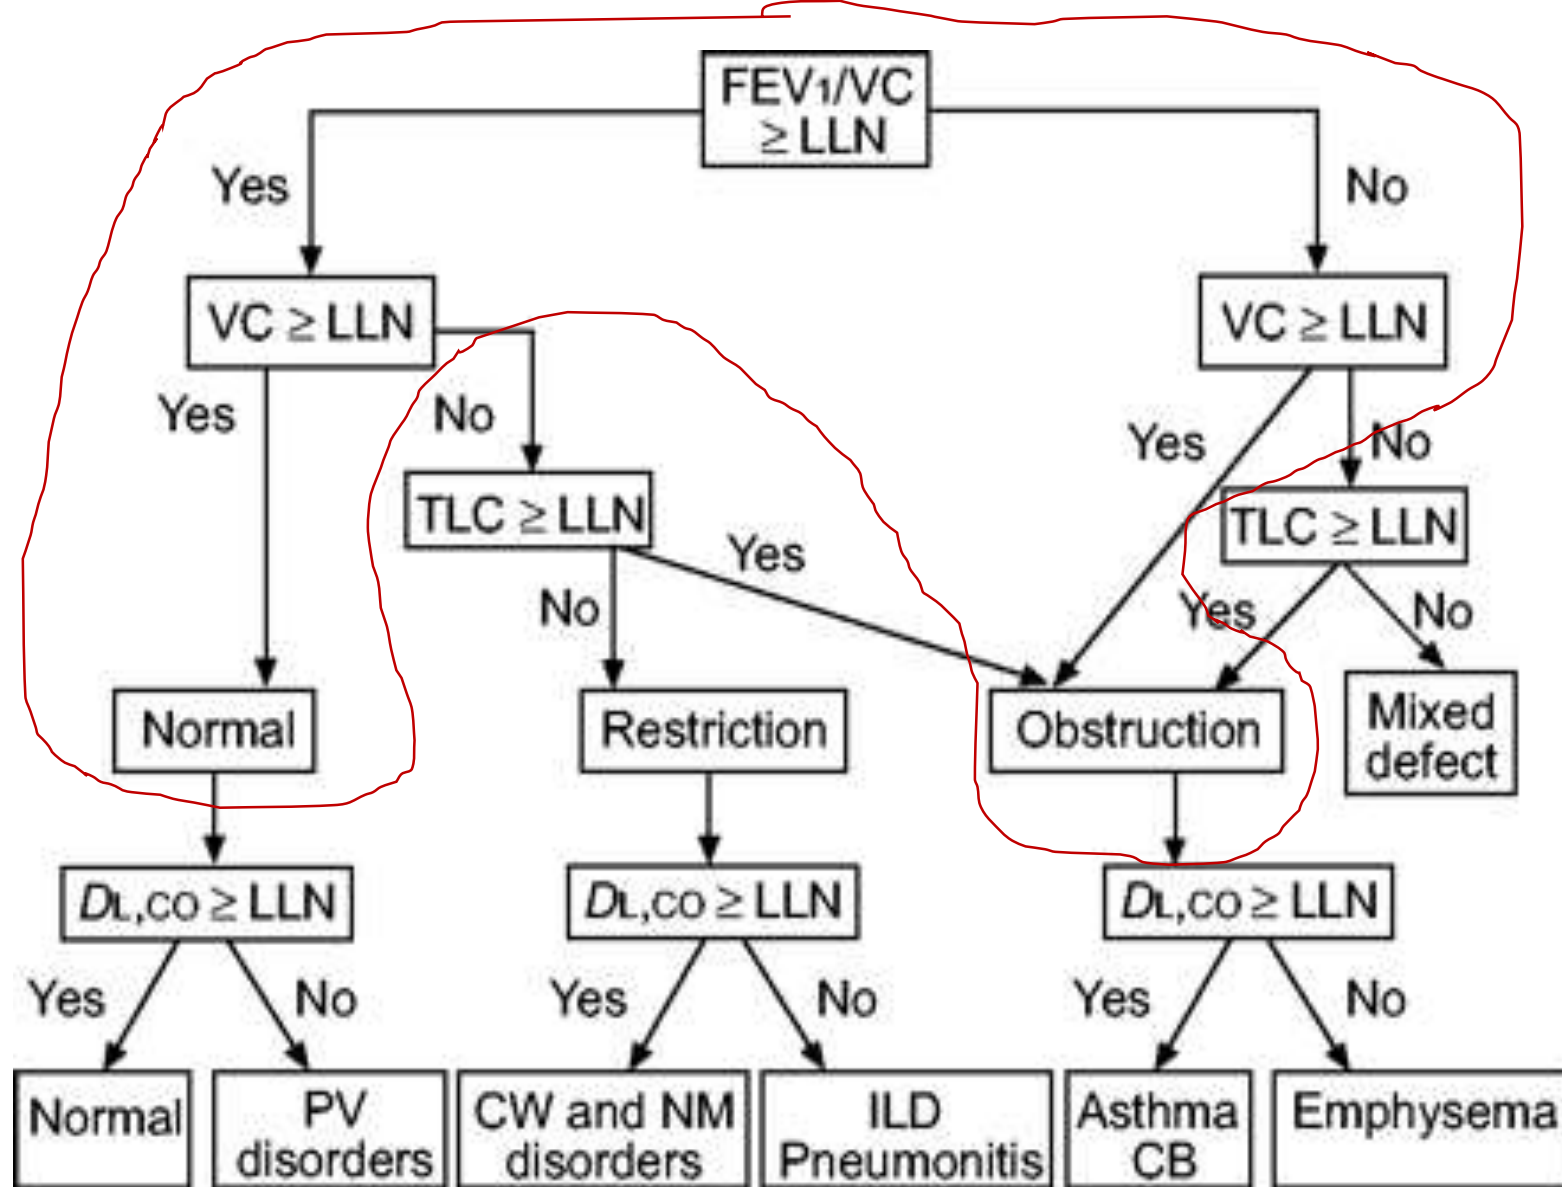 FEV1/VC
≥ LLN
Yes
No
VC ≥ LLN
VC ≥ LLN
Yes
No
Yes
No
TLC ≥ LLN
TLC ≥ LLN
Yes
No
Yes
No
Normal
Restriction
Obstruction
Mixed
defect
DL,CO ≥ LLN
DL,CO ≥ LLN
DL,CO ≥ LLN
Yes
No
Yes
No
Yes
No
Normal
PV
disorders
CW and NM
disorders
ILD
Pneumonitis
Asthma
CB
Emphysema